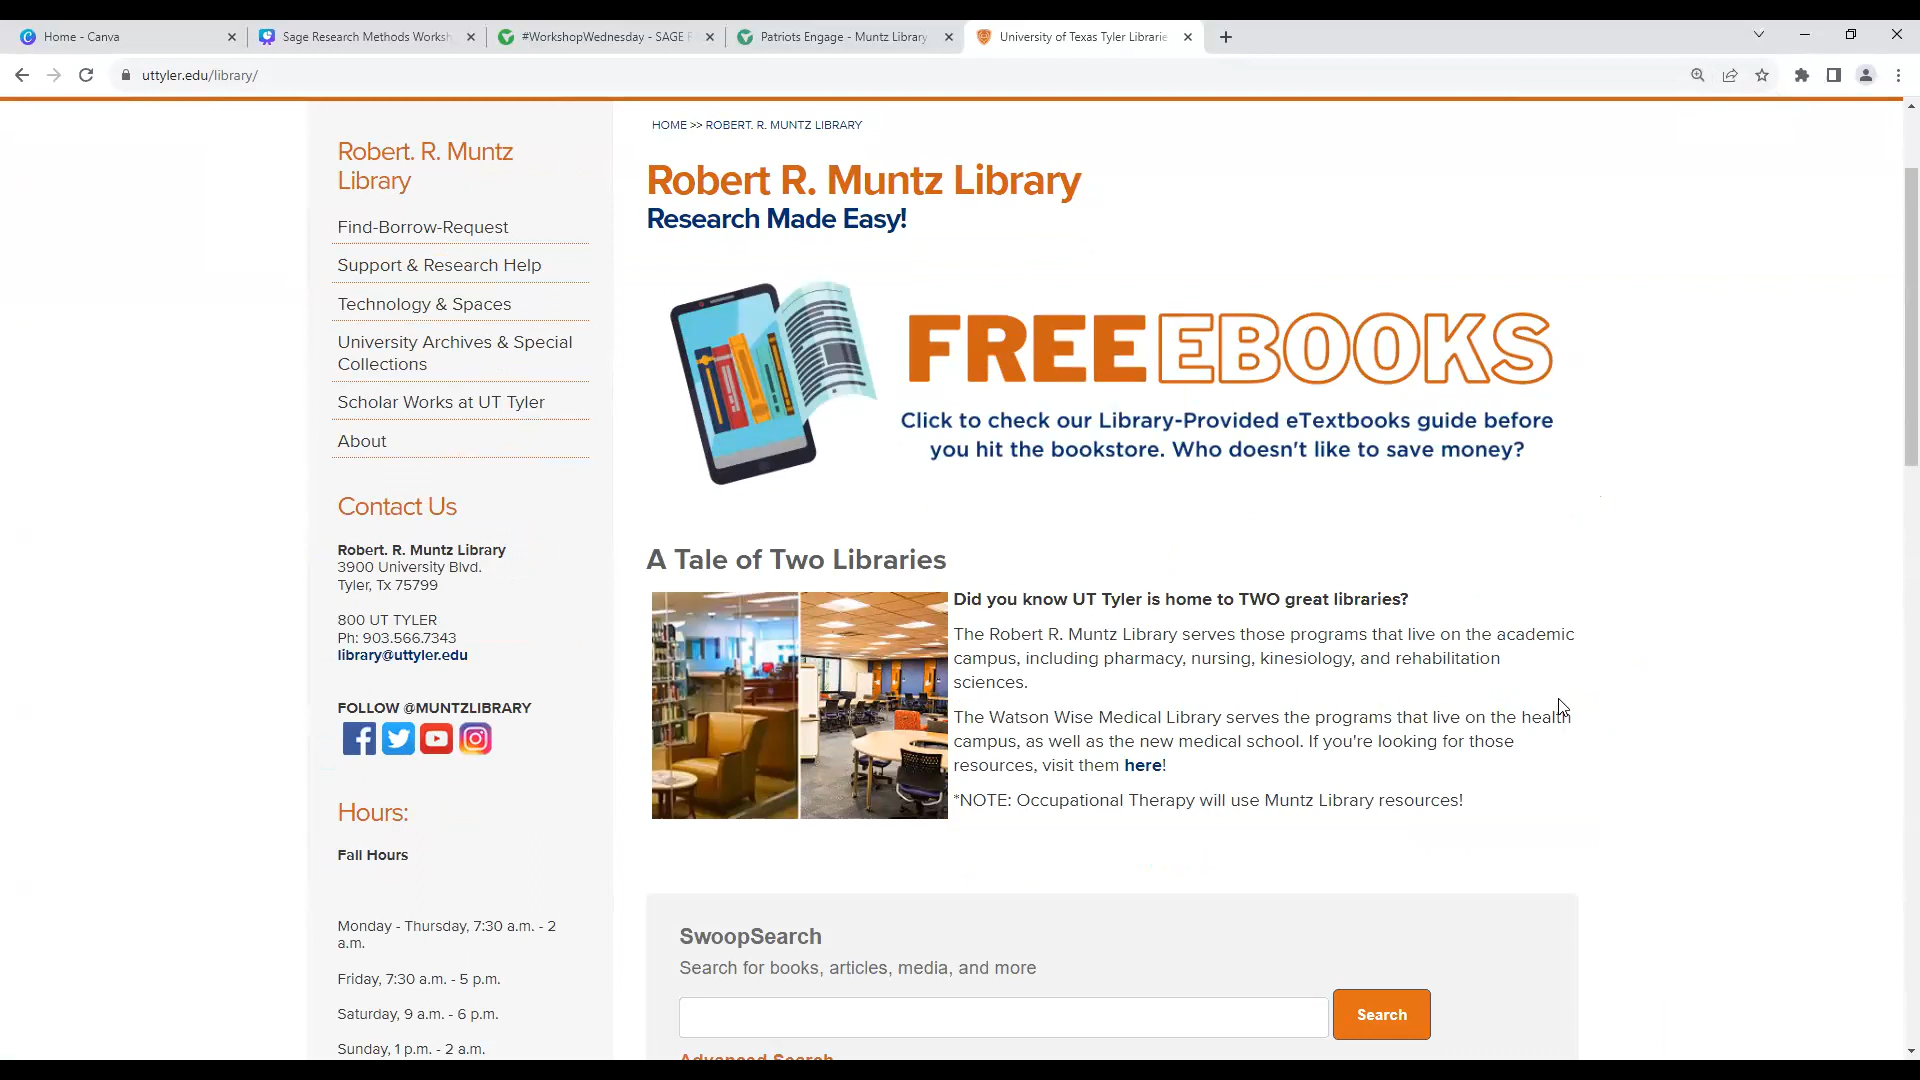 Home - Canva
Sage Research Methods Worksh
#WorkshopWednesday - SAGE R
Patriots Engage - Muntz Library
University of Texas Tyler Librarie
uttyler.edu/library/
HOME >> ROBERT. R. MUNTZ LIBRARY
Robert. R. Muntz
Library
Find-Borrow-Request
Support & Research Help
Technology & Spaces
University Archives & Special
Collections
Scholar Works at UT Tyler
About
Contact Us
Robert. R. Muntz Library
3900 University Blvd.
Tyler, Tx 75799
800 UT TYLER
Ph: 903.566.7343
library@uttyler.edu
FOLLOW @MUNTZLIBRARY
Hours:
Fall Hours
Monday - Thursday, 7:30 a.m. - 2
a.m.
Friday, 7:30 a.m. - 5 p.m.
Saturday, 9 a.m. - 6 p.m.
Sunday, 1 p.m. - 2 a.m.
Robert R. Muntz Library
Research Made Easy!
FREE EBOOKS
Click to check our Library-Provided eTextbooks guide before
you hit the bookstore. Who doesn't like to save money?
A Tale of Two Libraries
Did you know UT Tyler is home to TWO great libraries?
The Robert R. Muntz Library serves those programs that live on the academic
campus, including pharmacy, nursing, kinesiology, and rehabilitation
sciences.
The Watson Wise Medical Library serves the programs that live on the health
campus, as well as the new medical school. If you're looking for those
resources, visit them here!
*NOTE: Occupational Therapy will use Muntz Library resources!
SwoopSearch
Search for books, articles, media, and more
Search
Advanced Search